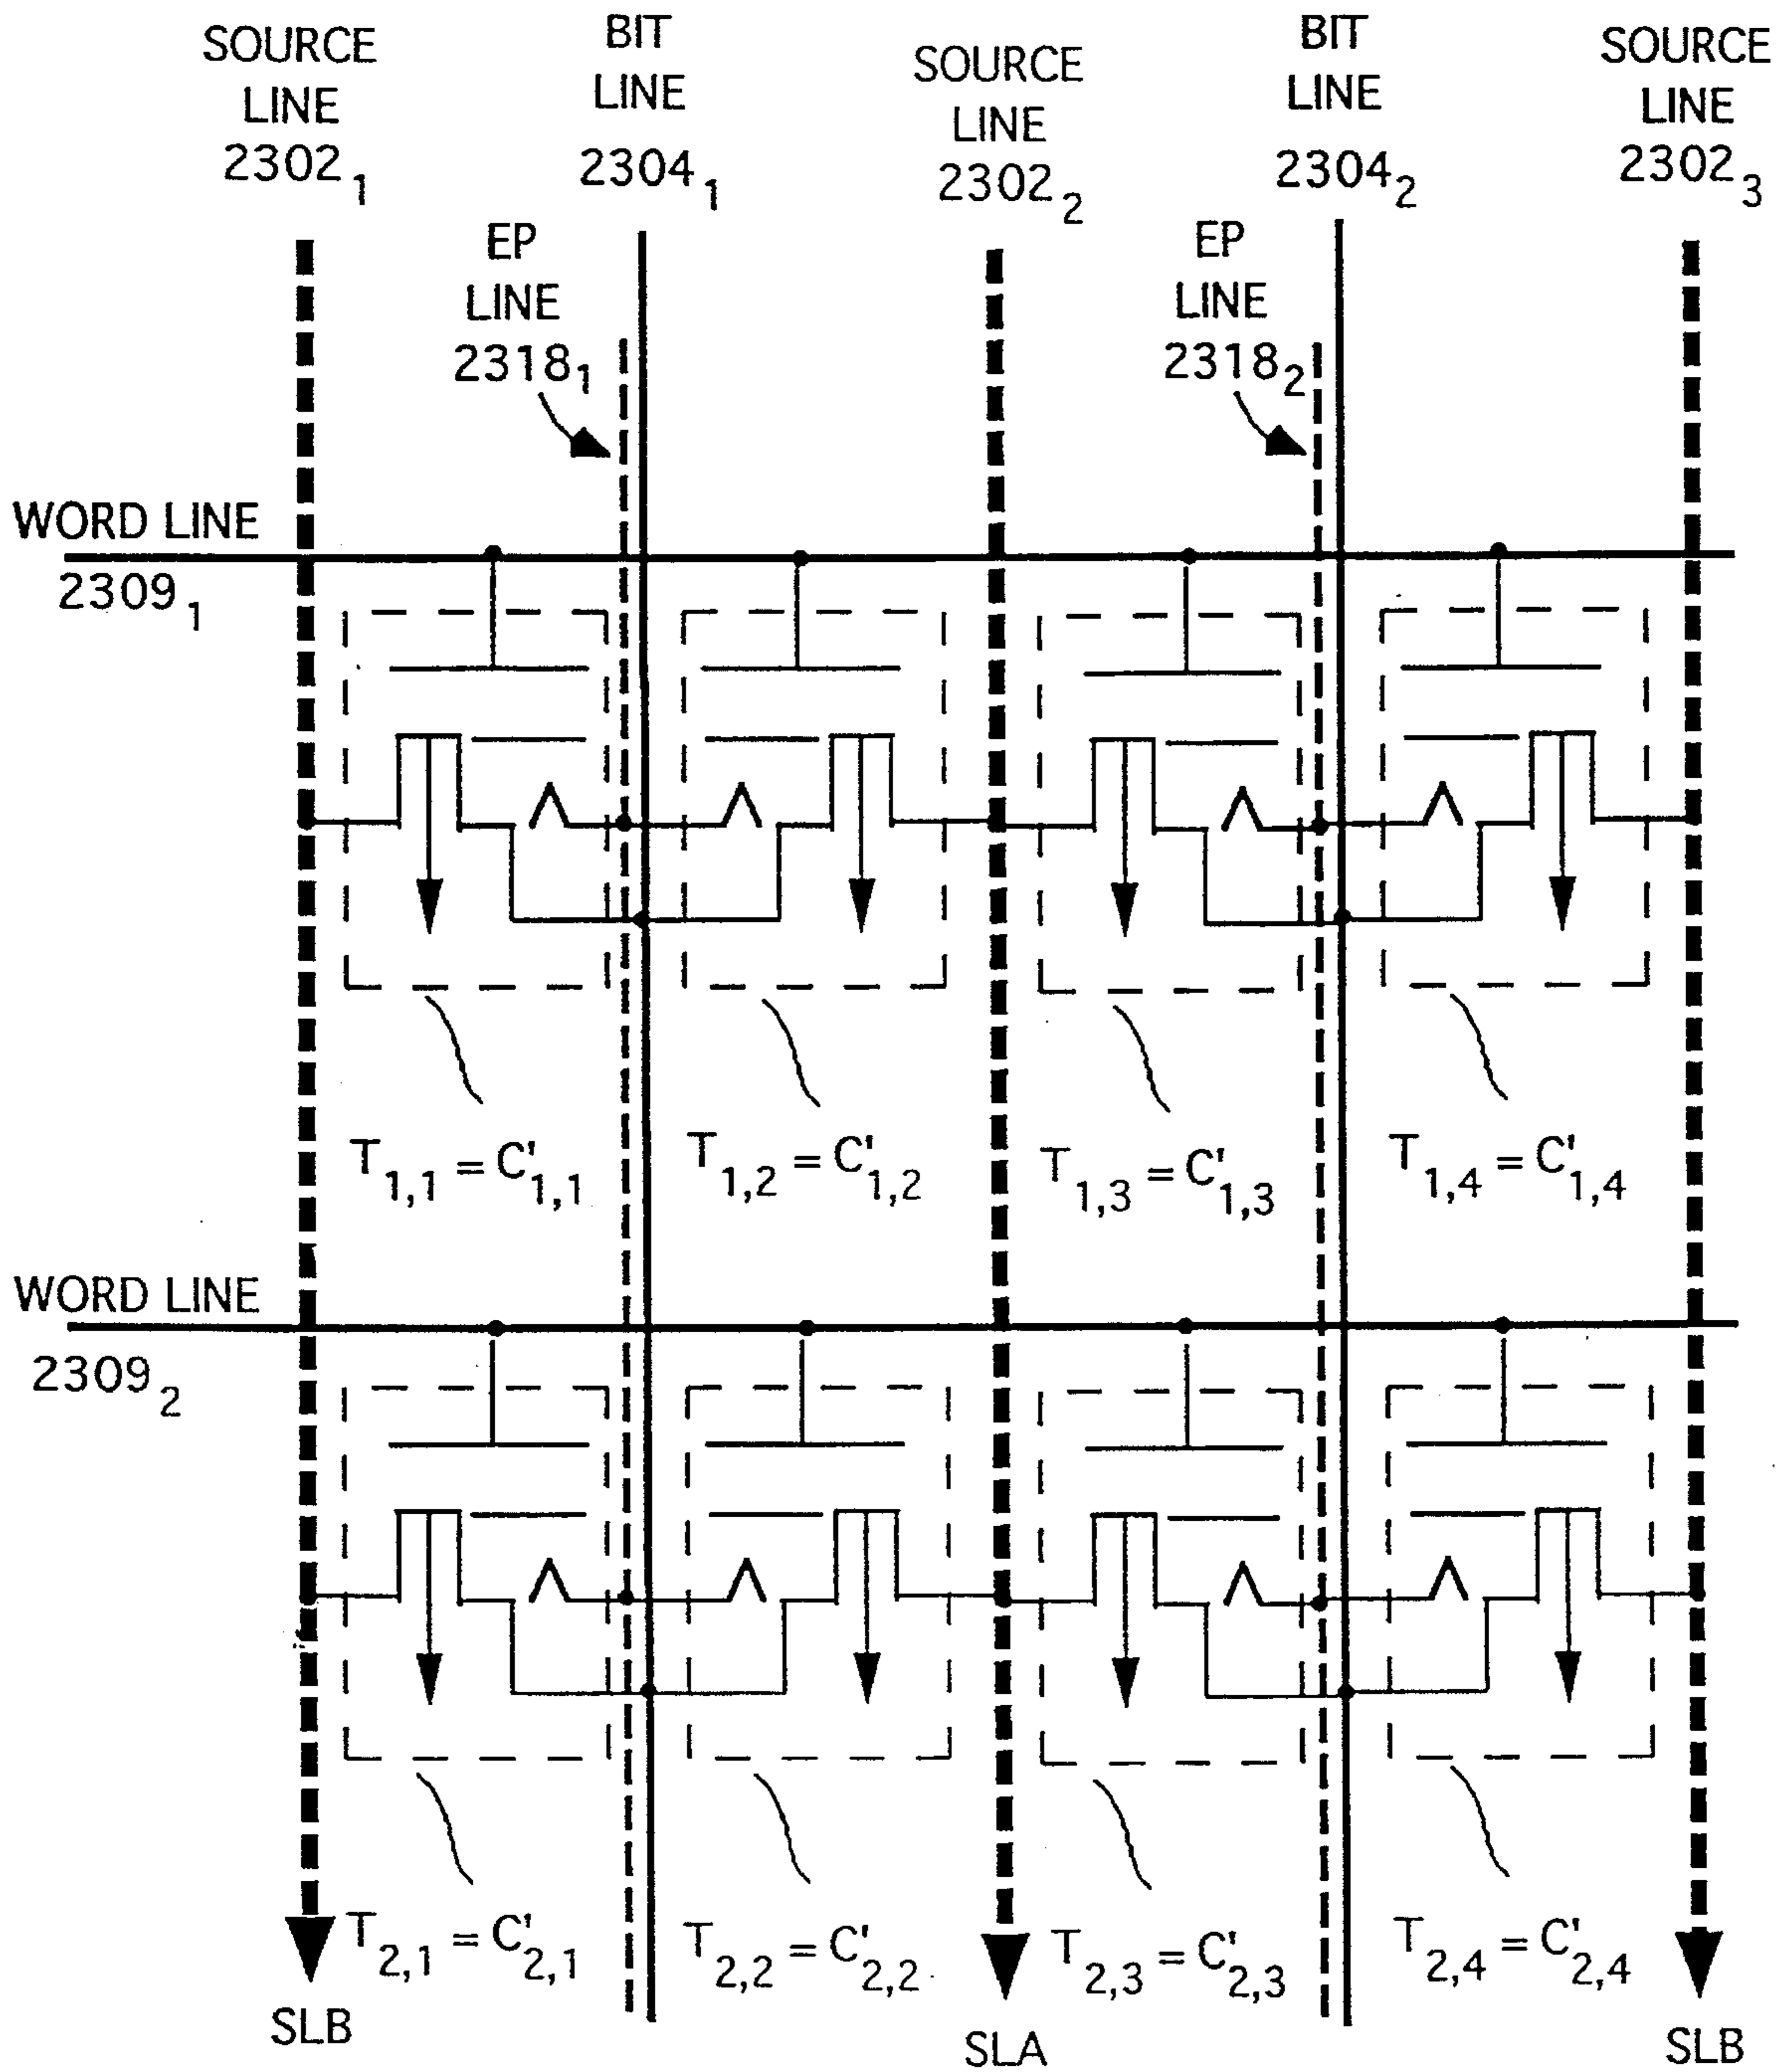 SOURCE
LINE
2302₁
BIT
LINE
2304₁
SOURCE
LINE
2302₂
BIT
LINE
2304₂
SOURCE
LINE
2302₃
EP
LINE
2318₁
EP
LINE
2318₂
WORD LINE
2309₁
T₁,₁ = C'₁,₁
T₁,₂ = C'₁,₂
T₁,₃ = C'₁,₃
T₁,₄ = C'₁,₄
WORD LINE
2309₂
T₂,₁ = C'₂,₁
T₂,₂ = C'₂,₂
T₂,₃ = C'₂,₃
T₂,₄ = C'₂,₄
SLB
SLA
SLB